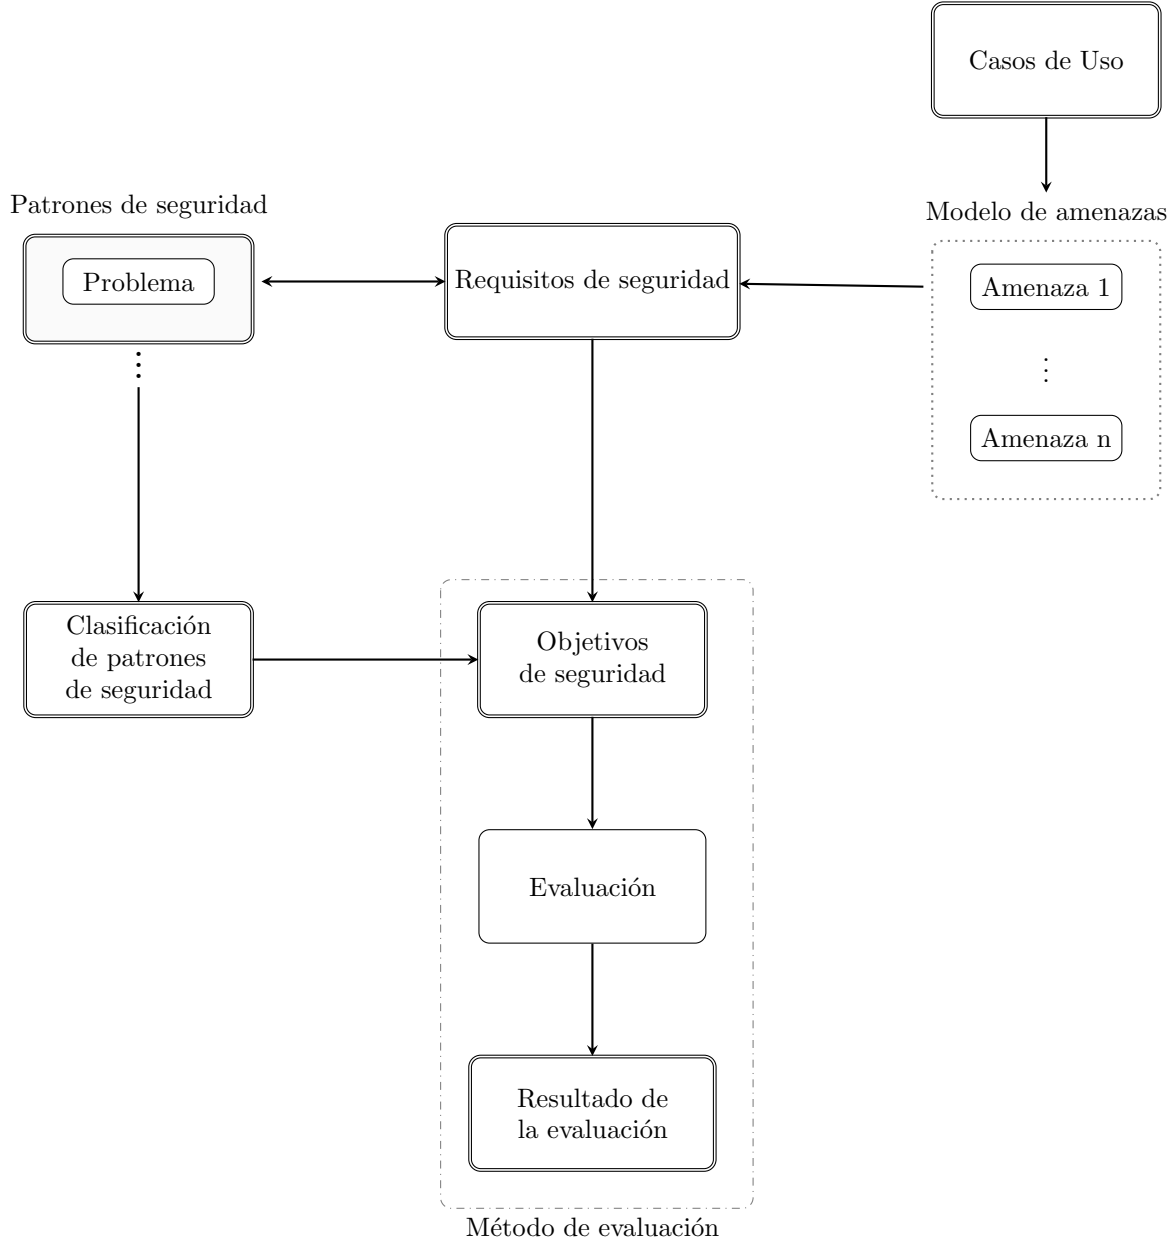 Casos de Uso
Patrones de seguridad
Modelo de amenazas
Problema
Requisitos de seguridad
Amenaza 1
⋮
Amenaza n
⋮
Clasificación
de patrones
de seguridad
Objetivos
de seguridad
Evaluación
Resultado de
la evaluación
Método de evaluación